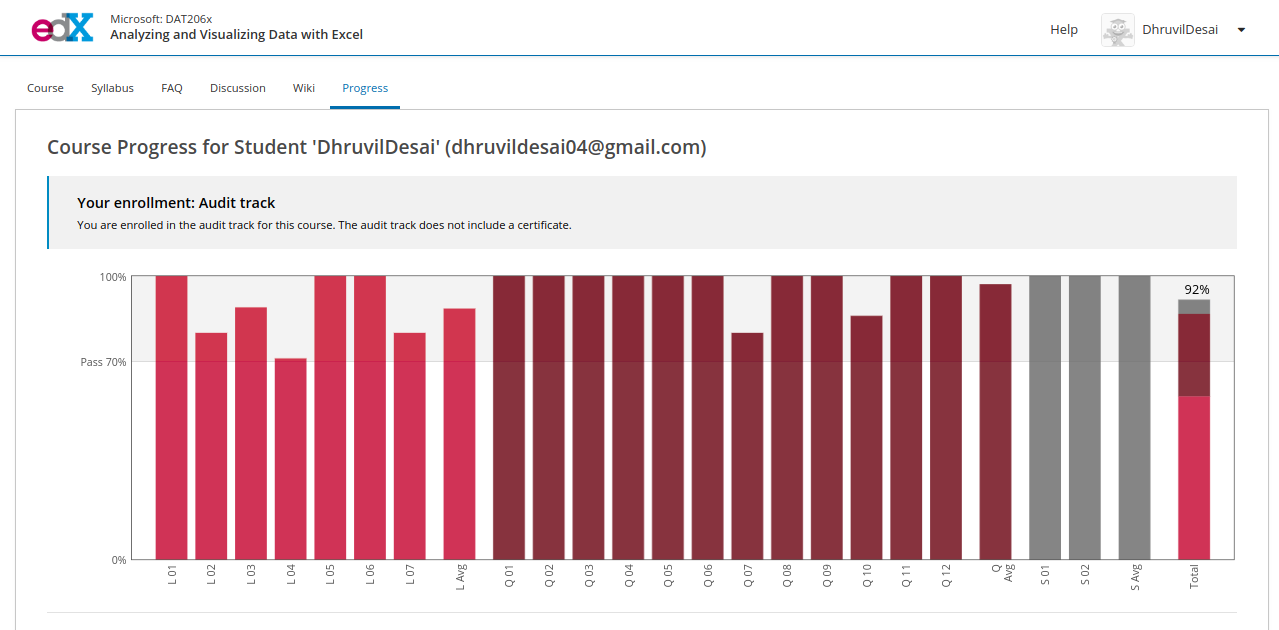 edX
Microsoft: DAT206x
Analyzing and Visualizing Data with Excel
Help
DhruvilDesai
Course Syllabus FAQ Discussion Wiki Progress
Course Progress for Student 'DhruvilDesai' (dhruvildesai04@gmail.com)
Your enrollment: Audit track
You are enrolled in the audit track for this course. The audit track does not include a certificate.
100%
92%
Pass 70%
0%
L 01
L 02
L 03
L 04
L 05
L 06
L 07
L Avg
Q 01
Q 02
Q 03
Q 04
Q 05
Q 06
Q 07
Q 08
Q 09
Q 10
Q 11
Q 12
Q
Avg
S 01
S 02
S Avg
Total